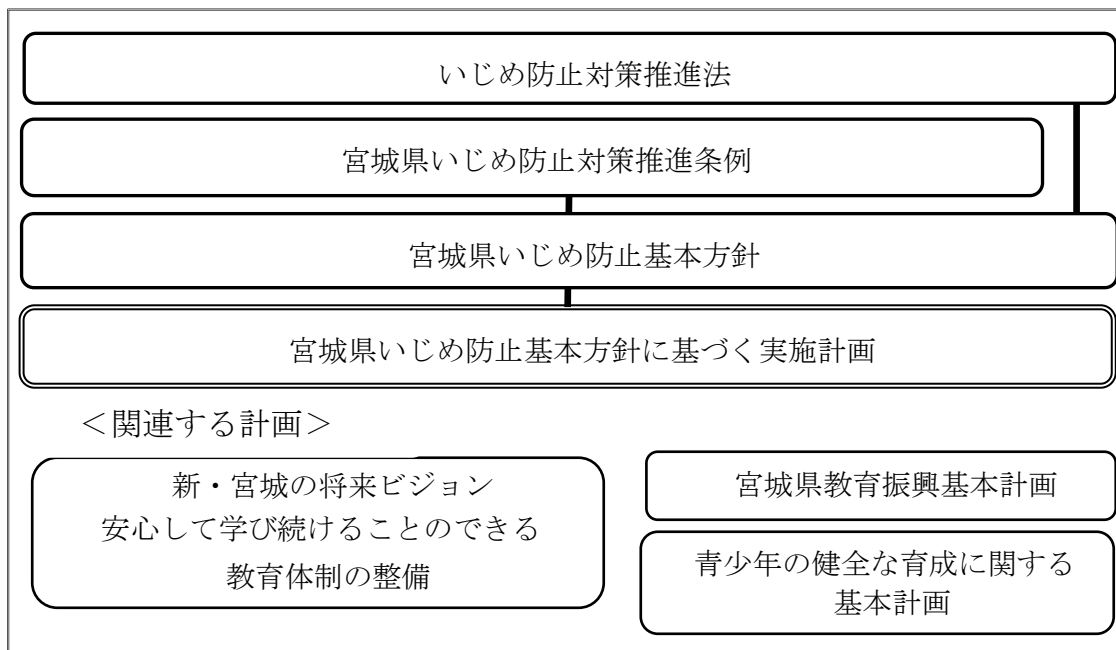 いじめ防止対策推進法
宮城県いじめ防止対策推進条例
宮城県いじめ防止基本方針
宮城県いじめ防止基本方針に基づく実施計画
＜関連する計画＞
新・宮城の将来ビジョン
安心して学び続けることのできる
教育体制の整備
宮城県教育振興基本計画
青少年の健全な育成に関する
基本計画